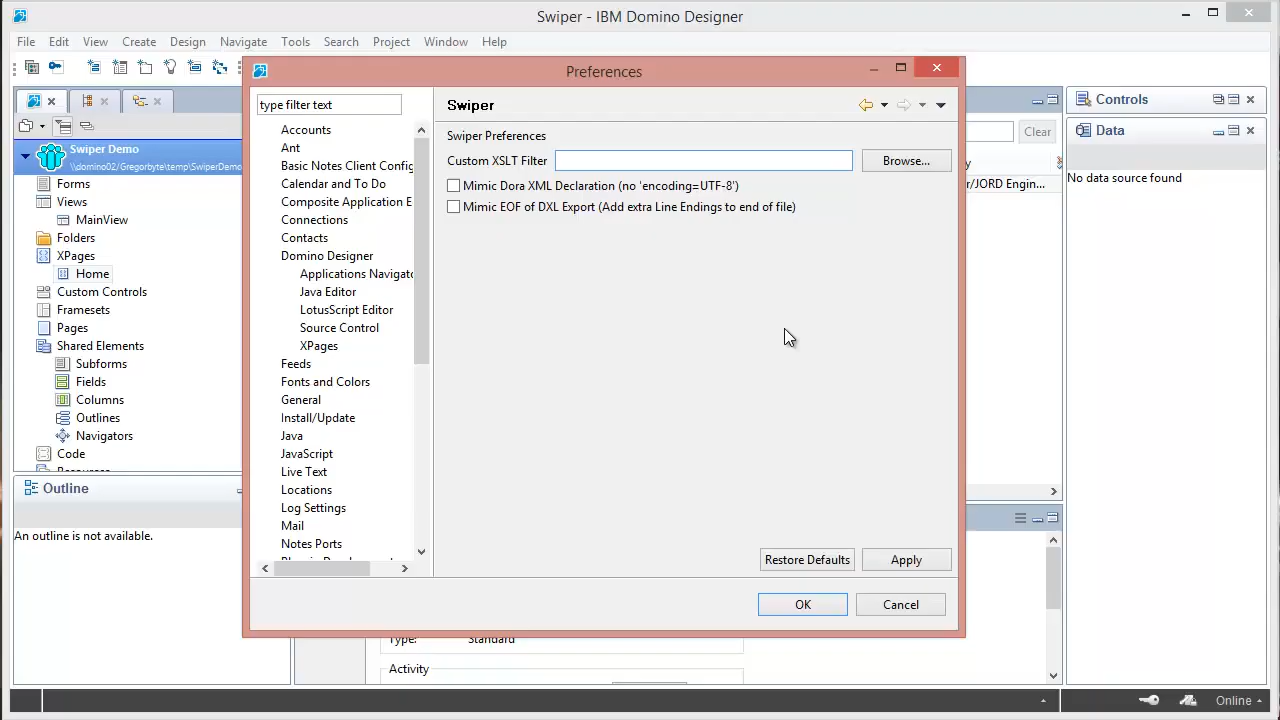 Swiper - IBM Domino Designer
File Edit View Create Design Navigate Tools Search Project Window Help
Preferences
type filter text
Accounts
Ant
Basic Notes Client Config
Calendar and To Do
Composite Application E
Connections
Contacts
Domino Designer
Applications Navigato
Java Editor
LotusScript Editor
Source Control
XPages
Feeds
Fonts and Colors
General
Install/Update
Java
JavaScript
Live Text
Locations
Log Settings
Mail
Notes Ports
Swiper
Swiper Preferences
Custom XSLT Filter
Browse...
Mimic Dora XML Declaration (no 'encoding=UTF-8')
Mimic EOF of DXL Export (Add extra Line Endings to end of file)
Restore Defaults
Apply
OK
Cancel
Swiper Demo
\\domino02/Gregorbyte\temp\SwiperDemo
Forms
Views
MainView
Folders
XPages
Home
Custom Controls
Framesets
Pages
Shared Elements
Subforms
Fields
Columns
Outlines
Navigators
Code
Outline
An outline is not available.
Clear
r/JORD Engin...
Type: Standard
Activity
Controls
Data
No data source found
Online